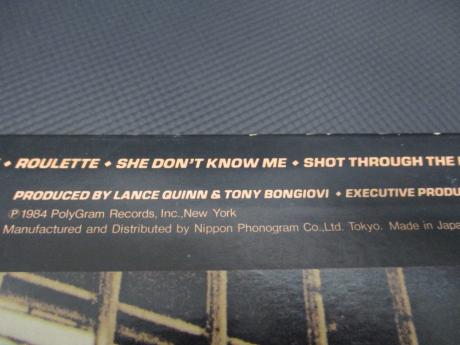 • ROULETTE • SHE DON'T KNOW ME • SHOT THROUGH THE
PRODUCED BY LANCE QUINN & TONY BONGIOVI • EXECUTIVE PRODU
℗ 1984 PolyGram Records, Inc., New York
Manufactured and Distributed by Nippon Phonogram Co., Ltd. Tokyo. Made in Japa